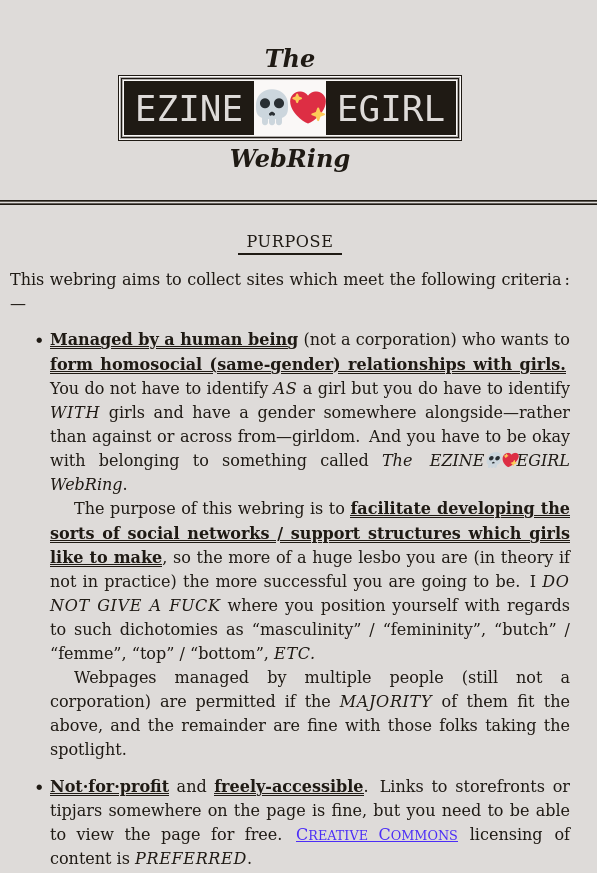 The
EZINE💀💖EGIRL
WebRing
PURPOSE
This webring aims to collect sites which meet the following criteria :
—
• Managed by a human being (not a corporation) who wants to
form homosocial (same-gender) relationships with girls.
You do not have to identify AS a girl but you do have to identify
WITH girls and have a gender somewhere alongside—rather
than against or across from—girldom. And you have to be okay
with belonging to something called The EZINE💀💖EGIRL
WebRing.
The purpose of this webring is to facilitate developing the
sorts of social networks / support structures which girls
like to make, so the more of a huge lesbo you are (in theory if
not in practice) the more successful you are going to be. I DO
NOT GIVE A FUCK where you position yourself with regards
to such dichotomies as “masculinity” / “femininity”, “butch” /
“femme”, “top” / “bottom”, ETC.
Webpages managed by multiple people (still not a
corporation) are permitted if the MAJORITY of them fit the
above, and the remainder are fine with those folks taking the
spotlight.
• Not·for·profit and freely-accessible. Links to storefronts or
tipjars somewhere on the page is fine, but you need to be able
to view the page for free. Creative Commons licensing of
content is PREFERRED.